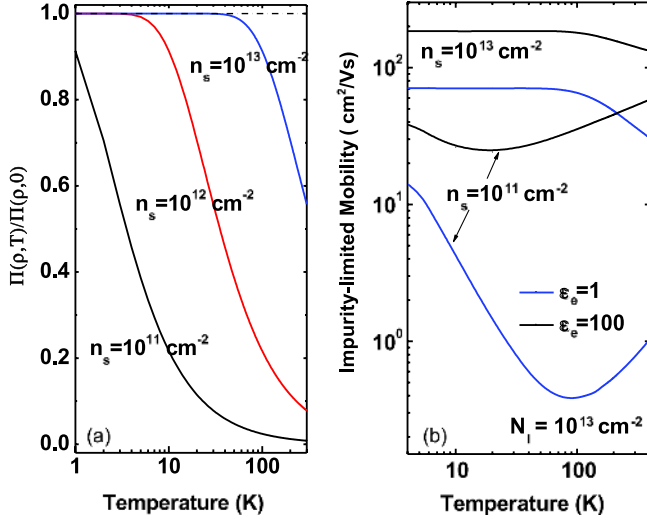 Π(ρ,T)/Π(ρ,0)
1.0
0.8
0.6
0.4
0.2
0.0
n_s=10^13 cm^-2
n_s=10^12 cm^-2
n_s=10^11 cm^-2
(a)
1
10
100
Temperature (K)
Impurity-limited Mobility ( cm^2/Vs)
10^2
10^1
10^0
n_s=10^13 cm^-2
n_s=10^11 cm^-2
ε_e=1
ε_e=100
(b)
N_I = 10^13 cm^-2
10
100
Temperature (K)